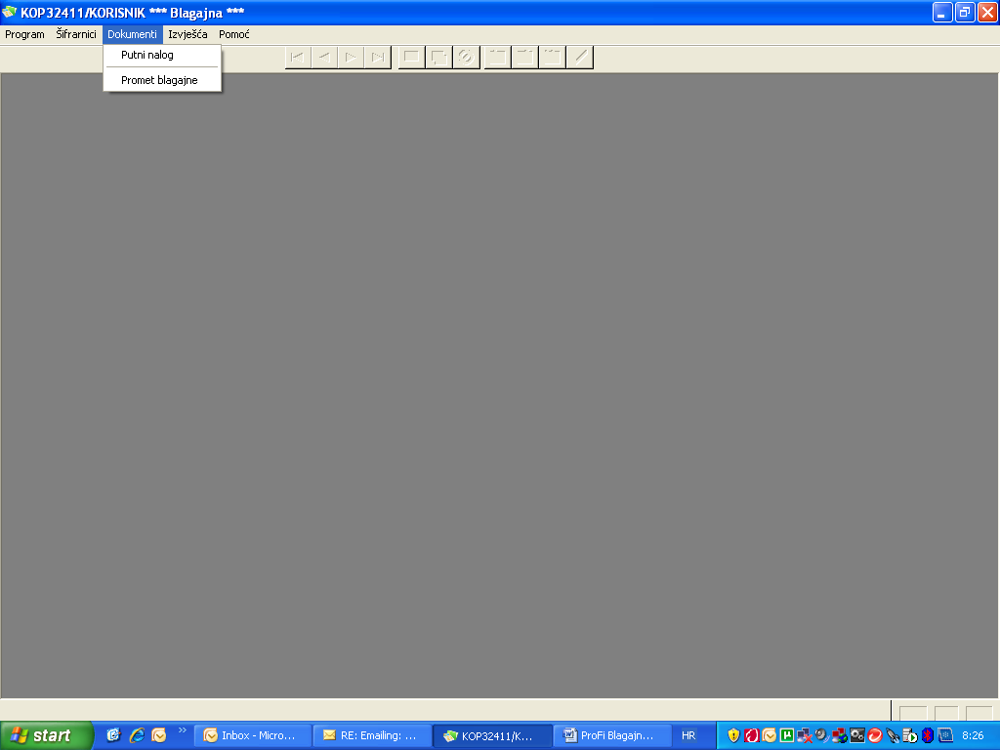 KOP32411/KORISNIK *** Blagajna ***
Program Šifrarnici Dokumenti Izvješća Pomoć
Putni nalog
Promet blagajne
start
Inbox - Micro...
RE: Emailing: ...
KOP32411/K...
ProFi Blagajn...
HR
8:26